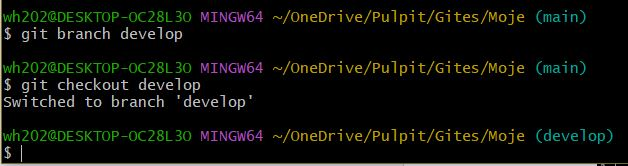 wh202@DESKTOP-OC28L3O MINGW64 ~/OneDrive/Pulpit/Gites/Moje (main)
$ git branch develop
wh202@DESKTOP-OC28L3O MINGW64 ~/OneDrive/Pulpit/Gites/Moje (main)
$ git checkout develop
Switched to branch 'develop'
wh202@DESKTOP-OC28L3O MINGW64 ~/OneDrive/Pulpit/Gites/Moje (develop)
$